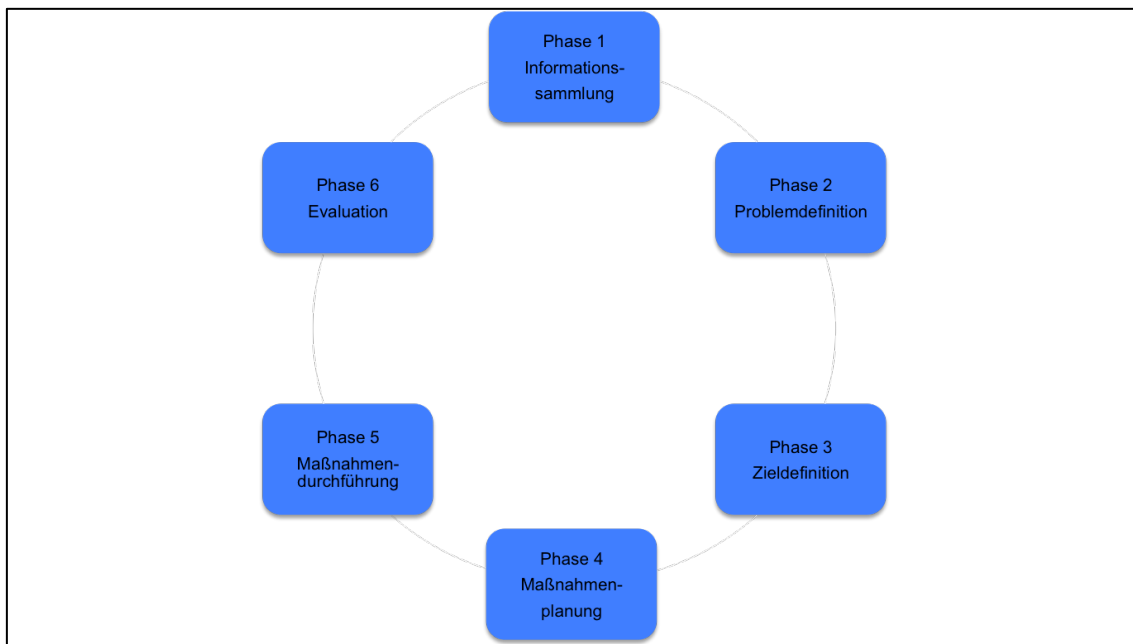 Phase 1
Informations-
sammlung
Phase 2
Problemdefinition
Phase 3
Zieldefinition
Phase 4
Maßnahmen-
planung
Phase 5
Maßnahmen-
durchführung
Phase 6
Evaluation